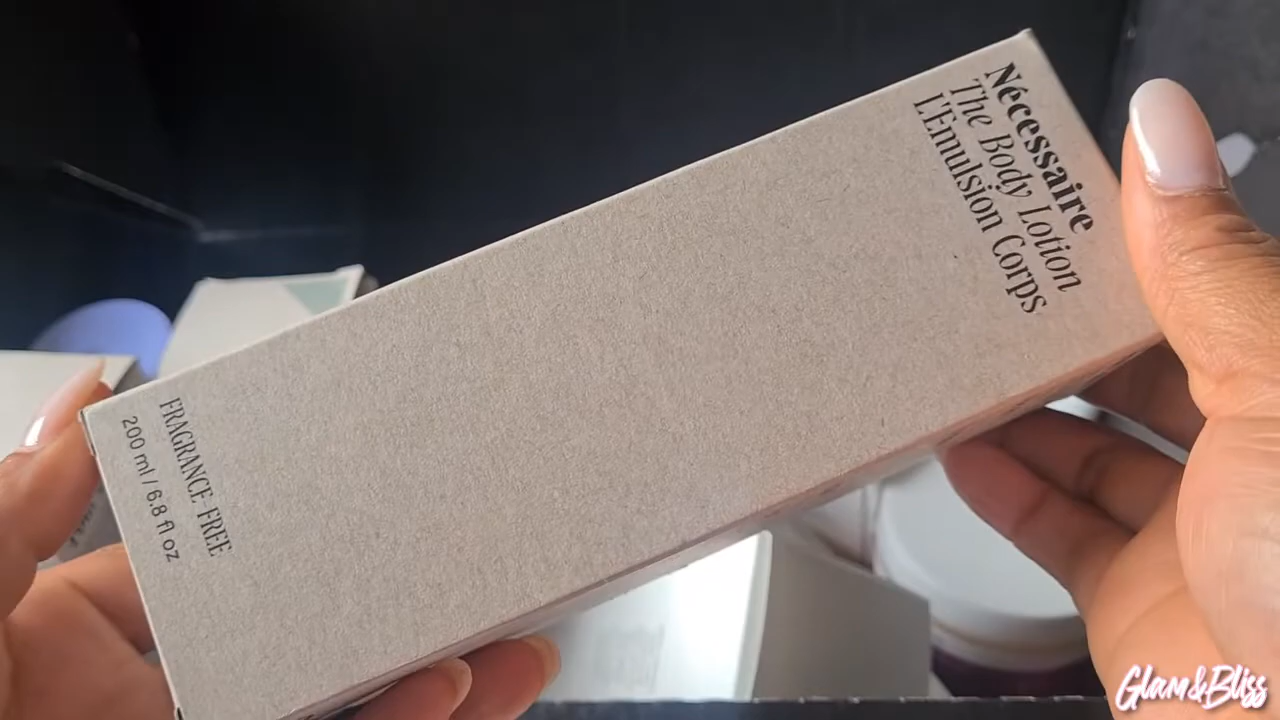 Nécessaire
The Body Lotion
L'Emulsion Corps
FRAGRANCE-FREE
200 ml / 6.8 fl oz
Glam&Bliss